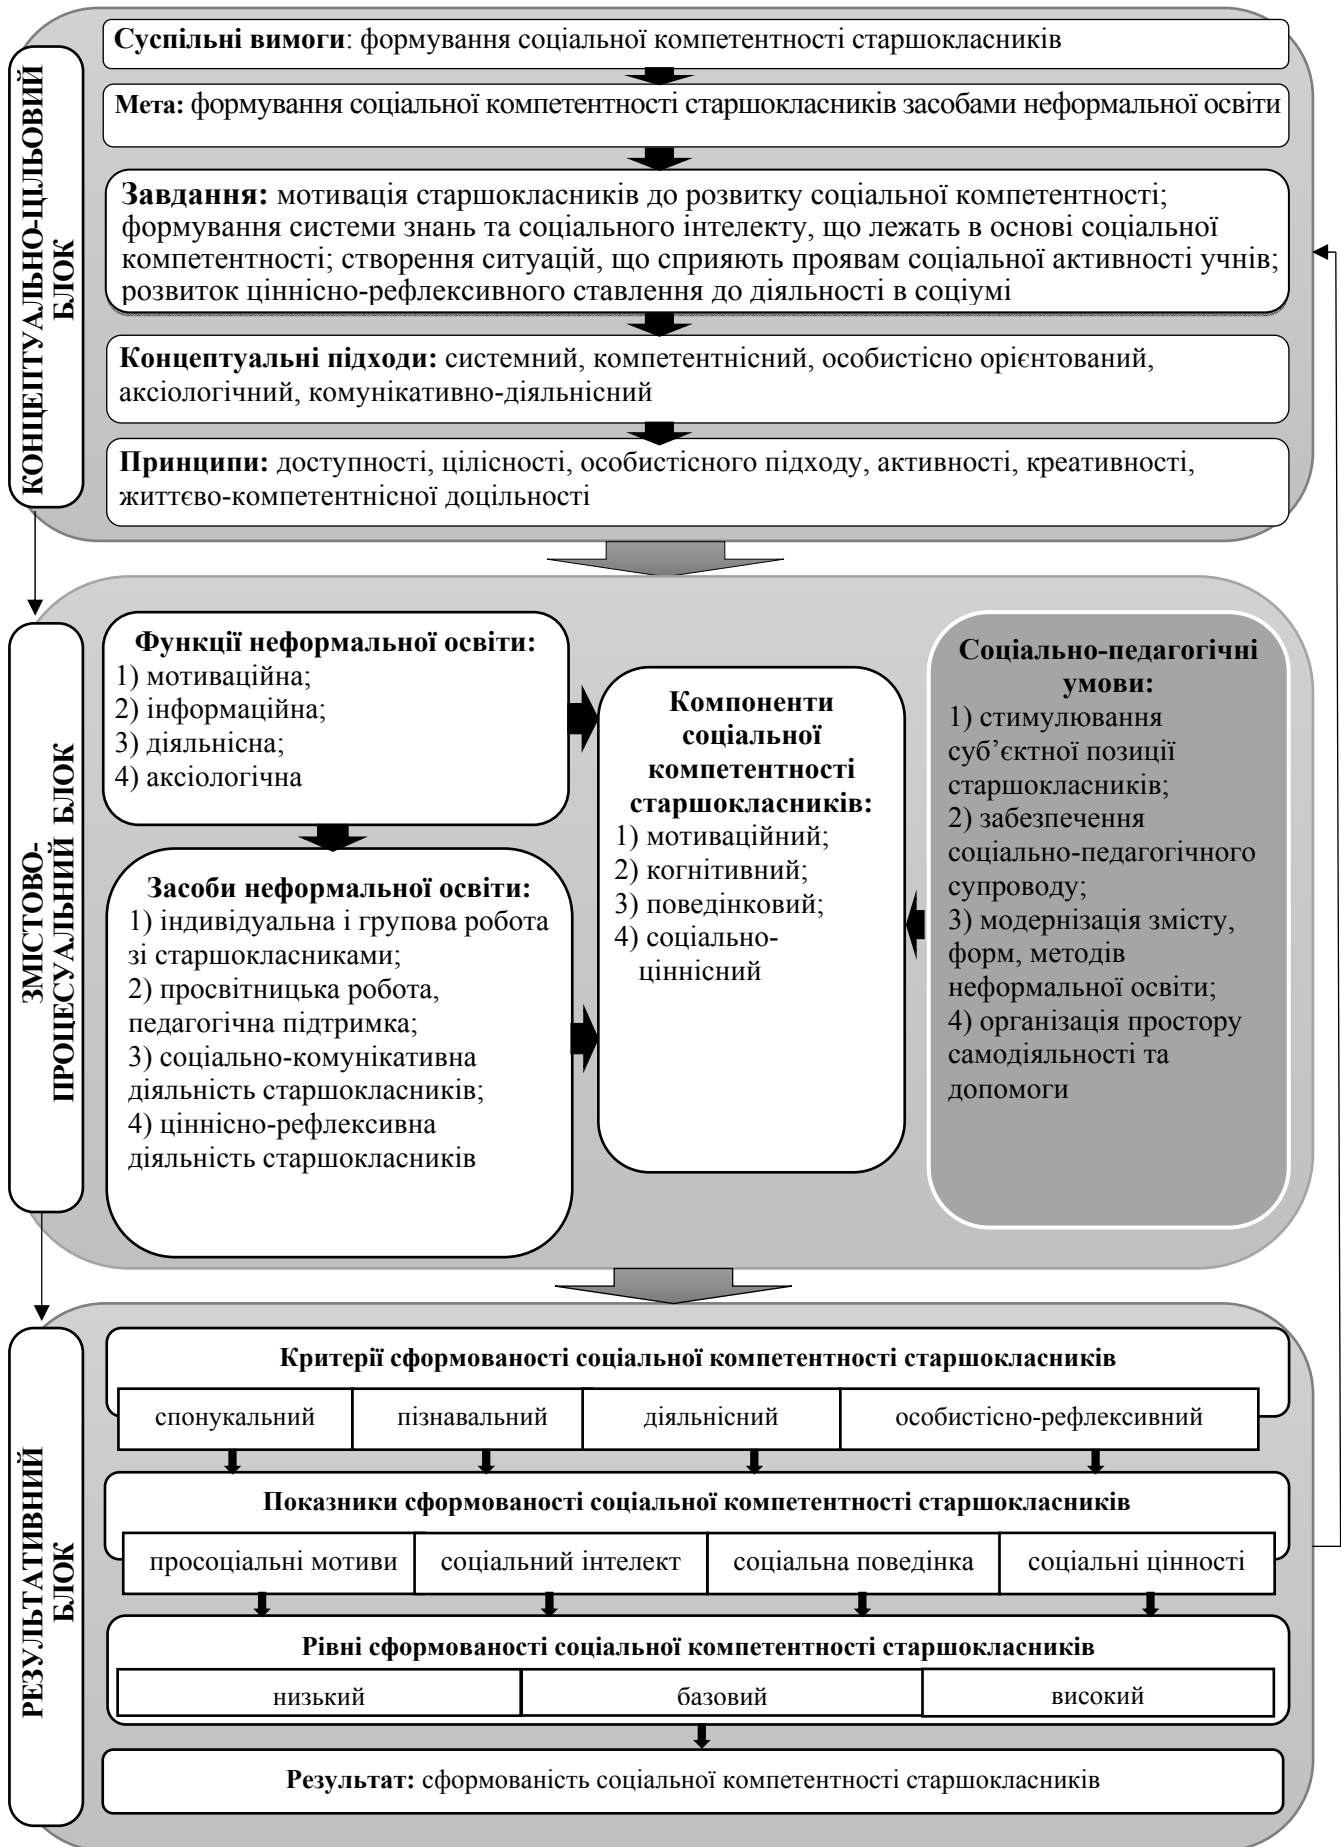 КОНЦЕПТУАЛЬНО-ЦІЛЬОВИЙ
БЛОК
Суспільні вимоги: формування соціальної компетентності старшокласників
Мета: формування соціальної компетентності старшокласників засобами неформальної освіти
Завдання: мотивація старшокласників до розвитку соціальної компетентності;
формування системи знань та соціального інтелекту, що лежать в основі соціальної
компетентності; створення ситуацій, що сприяють проявам соціальної активності учнів;
розвиток ціннісно-рефлексивного ставлення до діяльності в соціумі
Концептуальні підходи: системний, компетентнісний, особистісно орієнтований,
аксіологічний, комунікативно-діяльнісний
Принципи: доступності, цілісності, особистісного підходу, активності, креативності,
життєво-компетентнісної доцільності
ЗМІСТОВО-
ПРОЦЕСУАЛЬНИЙ БЛОК
Функції неформальної освіти:
1) мотиваційна;
2) інформаційна;
3) діяльнісна;
4) аксіологічна
Засоби неформальної освіти:
1) індивідуальна і групова робота
зі старшокласниками;
2) просвітницька робота,
педагогічна підтримка;
3) соціально-комунікативна
діяльність старшокласників;
4) ціннісно-рефлексивна
діяльність старшокласників
Компоненти
соціальної
компетентності
старшокласників:
1) мотиваційний;
2) когнітивний;
3) поведінковий;
4) соціально-
ціннісний
Соціально-педагогічні
умови:
1) стимулювання
суб’єктної позиції
старшокласників;
2) забезпечення
соціально-педагогічного
супроводу;
3) модернізація змісту,
форм, методів
неформальної освіти;
4) організація простору
самодіяльності та
допомоги
РЕЗУЛЬТАТИВНИЙ
БЛОК
Критерії сформованості соціальної компетентності старшокласників
спонукальний пізнавальний діяльнісний особистісно-рефлексивний
Показники сформованості соціальної компетентності старшокласників
просоціальні мотиви соціальний інтелект соціальна поведінка соціальні цінності
Рівні сформованості соціальної компетентності старшокласників
низький базовий високий
Результат: сформованість соціальної компетентності старшокласників